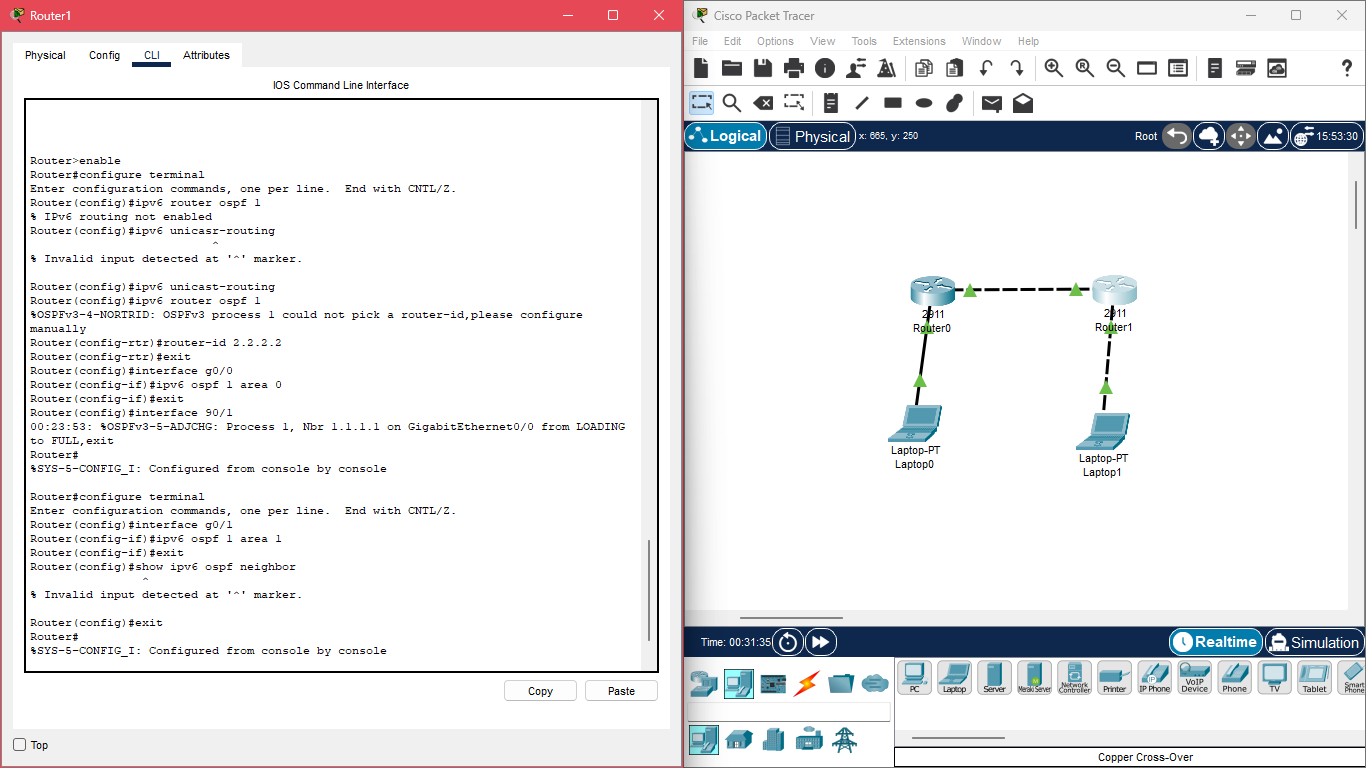 Router1
Physical Config CLI Attributes
IOS Command Line Interface
Router>enable
Router#configure terminal
Enter configuration commands, one per line.  End with CNTL/Z.
Router(config)#ipv6 router ospf 1
% IPv6 routing not enabled
Router(config)#ipv6 unicasr-routing
^
% Invalid input detected at '^' marker.
Router(config)#ipv6 unicast-routing
Router(config)#ipv6 router ospf 1
%OSPFv3-4-NORTRID: OSPFv3 process 1 could not pick a router-id,please configure
manually
Router(config-rtr)#router-id 2.2.2.2
Router(config-rtr)#exit
Router(config)#interface g0/0
Router(config-if)#ipv6 ospf 1 area 0
Router(config-if)#exit
Router(config)#interface 90/1
00:23:53: %OSPFv3-5-ADJCHG: Process 1, Nbr 1.1.1.1 on GigabitEthernet0/0 from LOADING
to FULL,exit
Router#
%SYS-5-CONFIG_I: Configured from console by console
Router#configure terminal
Enter configuration commands, one per line.  End with CNTL/Z.
Router(config)#interface g0/1
Router(config-if)#ipv6 ospf 1 area 1
Router(config-if)#exit
Router(config)#show ipv6 ospf neighbor
^
% Invalid input detected at '^' marker.
Router(config)#exit
Router#
%SYS-5-CONFIG_I: Configured from console by console
Copy Paste
Top
Cisco Packet Tracer
File Edit Options View Tools Extensions Window Help
Logical Physical x: 665, y: 250 Root 15:53:30
2911
Router0
2911
Router1
Laptop-PT
Laptop0
Laptop-PT
Laptop1
Time: 00:31:35 Realtime Simulation
PC
Laptop
Server
Meraki Server
Network
Controller
Printer
IP
IP Phone
VoIP
Device
Phone
TV
Tablet
Smart
Phone
Copper Cross-Over